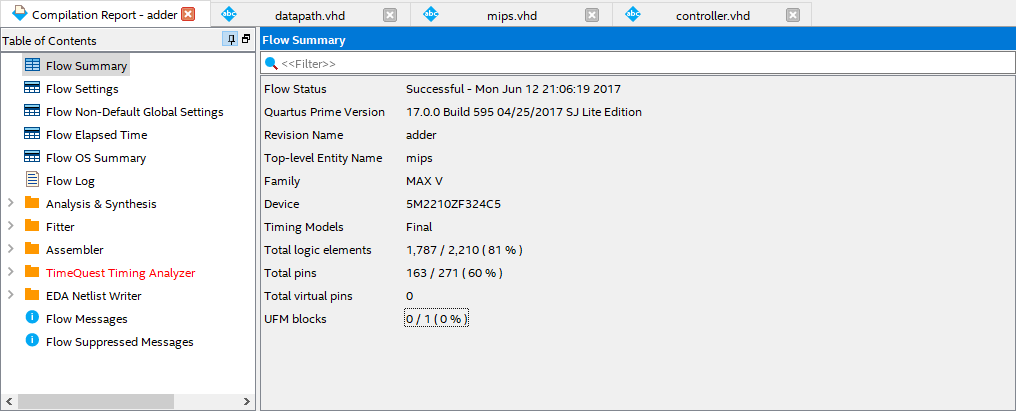 Compilation Report - adder
datapath.vhd
mips.vhd
controller.vhd
Table of Contents
Flow Summary
Flow Settings
Flow Non-Default Global Settings
Flow Elapsed Time
Flow OS Summary
Flow Log
Analysis & Synthesis
Fitter
Assembler
TimeQuest Timing Analyzer
EDA Netlist Writer
Flow Messages
Flow Suppressed Messages
Flow Summary
<<Filter>>
Flow Status Successful - Mon Jun 12 21:06:19 2017
Quartus Prime Version 17.0.0 Build 595 04/25/2017 SJ Lite Edition
Revision Name adder
Top-level Entity Name mips
Family MAX V
Device 5M2210ZF324C5
Timing Models Final
Total logic elements 1,787 / 2,210 ( 81 % )
Total pins 163 / 271 ( 60 % )
Total virtual pins 0
UFM blocks 0 / 1 ( 0 % )